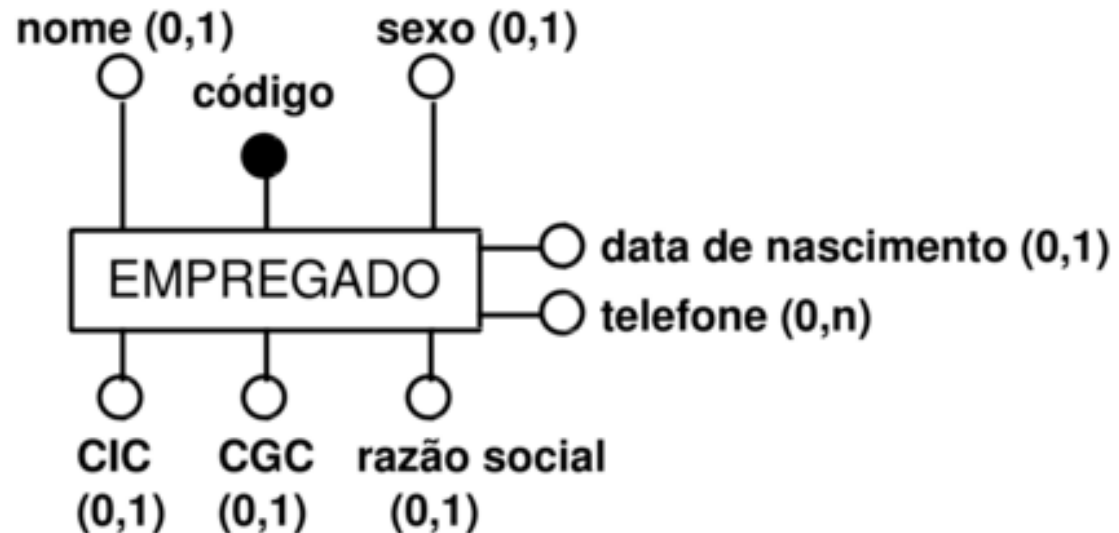 nome (0,1)
sexo (0,1)
código
EMPREGADO
data de nascimento (0,1)
telefone (0,n)
CIC
(0,1)
CGC
(0,1)
razão social
(0,1)